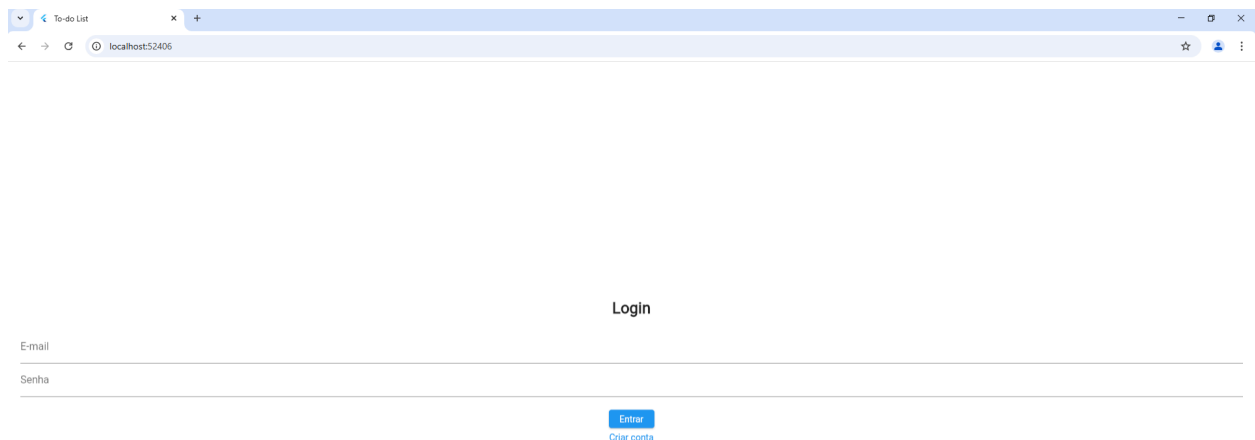 To-do List
localhost:52406
Login
E-mail
Senha
Entrar
Criar conta